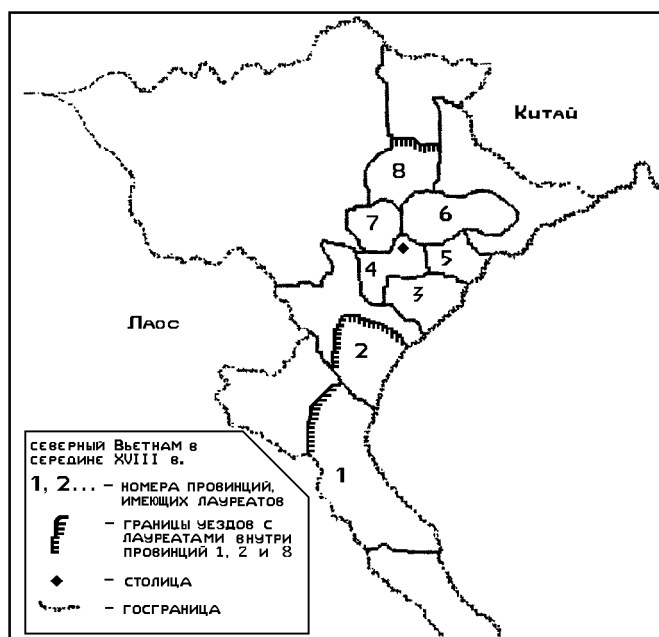 Китай
8
6
7
5
4
3
Лаос
2
1
СЕВЕРНЫЙ ВЬЕТНАМ В
СЕРЕДИНЕ XVIII в.
1, 2... – НОМЕРА ПРОВИНЦИЙ,
ИМЕЮЩИХ ЛАУРЕАТОВ
– ГРАНИЦЫ УЕЗДОВ С
ЛАУРЕАТАМИ ВНУТРИ
ПРОВИНЦИЙ 1, 2 И 8
– СТОЛИЦА
– ГОСГРАНИЦА